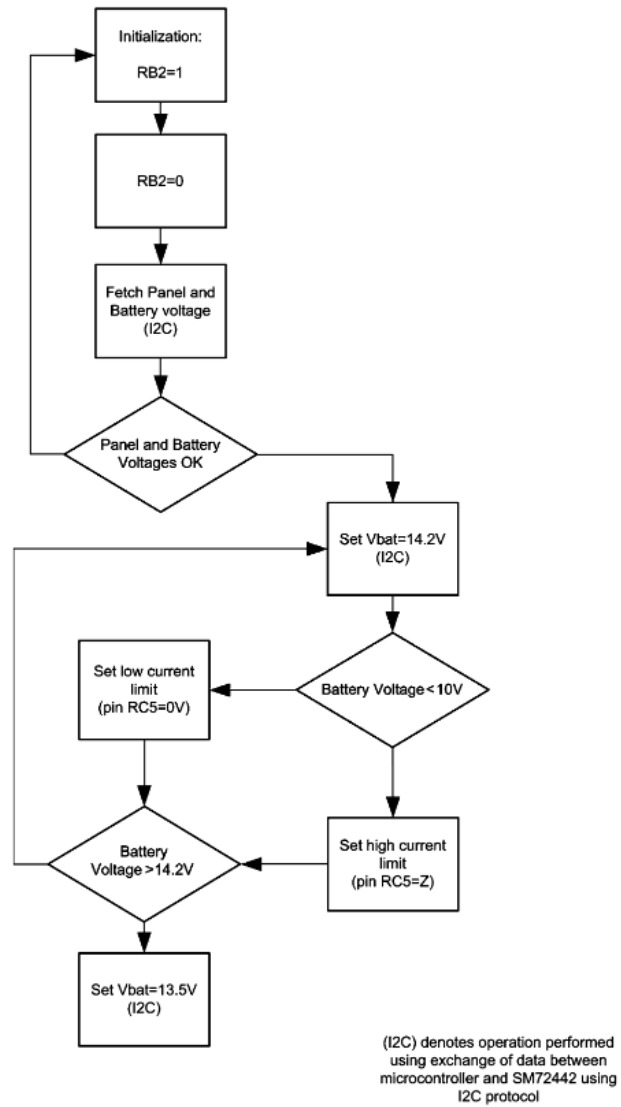 Initialization:
RB2=1
RB2=0
Fetch Panel and
Battery voltage
(I2C)
Panel and Battery
Voltages OK
Set Vbat=14.2V
(I2C)
Battery Voltage<10V
Set low current
limit
(pin RC5=0V)
Set high current
limit
(pin RC5=Z)
Battery
Voltage>14.2V
Set Vbat=13.5V
(I2C)
(I2C) denotes operation performed
using exchange of data between
microcontroller and SM72442 using
I2C protocol